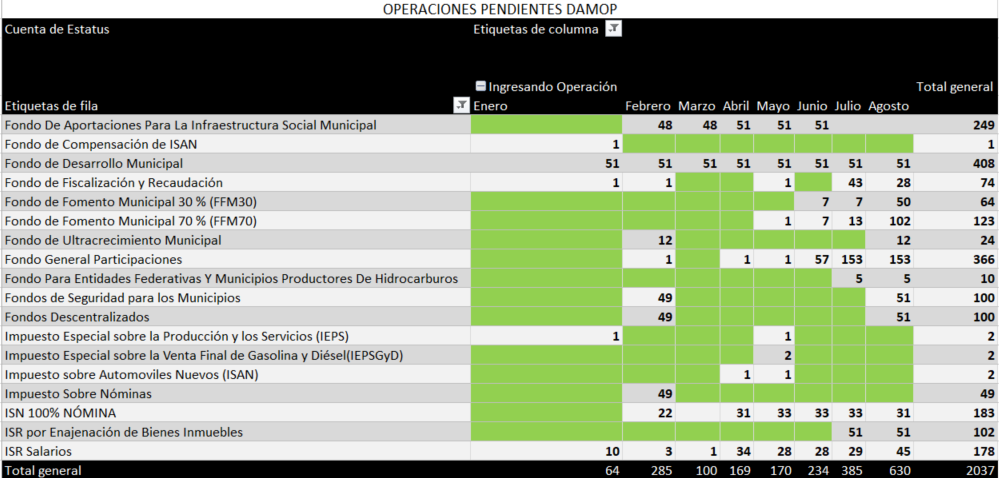 OPERACIONES PENDIENTES DAMOP
Cuenta de Estatus Etiquetas de columna
Ingresando Operación Total general
Etiquetas de fila Enero Febrero Marzo Abril Mayo Junio Julio Agosto
Fondo De Aportaciones Para La Infraestructura Social Municipal 48 48 51 51 51 249
Fondo de Compensación de ISAN 1 1
Fondo de Desarrollo Municipal 51 51 51 51 51 51 51 51 408
Fondo de Fiscalización y Recaudación 1 1 1 43 28 74
Fondo de Fomento Municipal 30 % (FFM30) 7 7 50 64
Fondo de Fomento Municipal 70 % (FFM70) 1 7 13 102 123
Fondo de Ultracrecimiento Municipal 12 12 24
Fondo General Participaciones 1 1 1 57 153 153 366
Fondo Para Entidades Federativas Y Municipios Productores De Hidrocarburos 5 5 10
Fondos de Seguridad para los Municipios 49 51 100
Fondos Descentralizados 49 51 100
Impuesto Especial sobre la Producción y los Servicios (IEPS) 1 1 2
Impuesto Especial sobre la Venta Final de Gasolina y Diésel(IEPSGyD) 2 2
Impuesto sobre Automoviles Nuevos (ISAN) 1 1 2
Impuesto Sobre Nóminas 49 49
ISN 100% NÓMINA 22 31 33 33 33 31 183
ISR por Enajenación de Bienes Inmuebles 51 51 102
ISR Salarios 10 3 1 34 28 28 29 45 178
Total general 64 285 100 169 170 234 385 630 2037